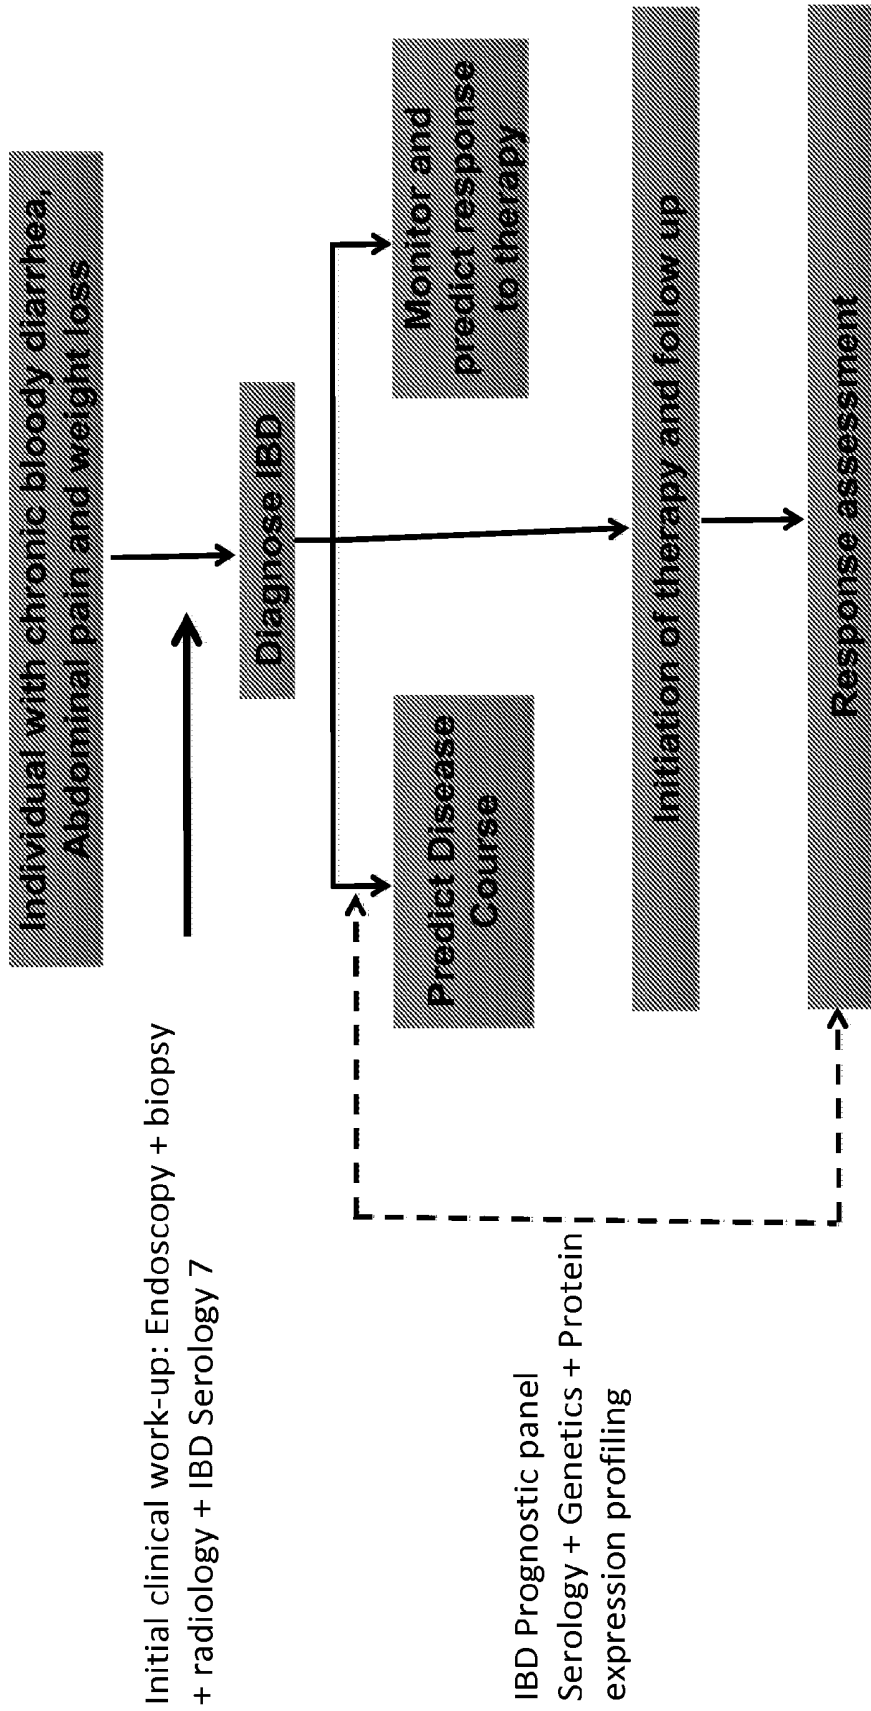 Individual with chronic bloody diarrhea,
Abdominal pain and weight loss
Initial clinical work-up: Endoscopy + biopsy
+ radiology + IBD Serology 7
Diagnose IBD
Predict Disease
Course
Monitor and
predict response
to therapy
IBD Prognostic panel
Serology + Genetics + Protein
expression profiling
Initiation of therapy and follow up
Response assessment